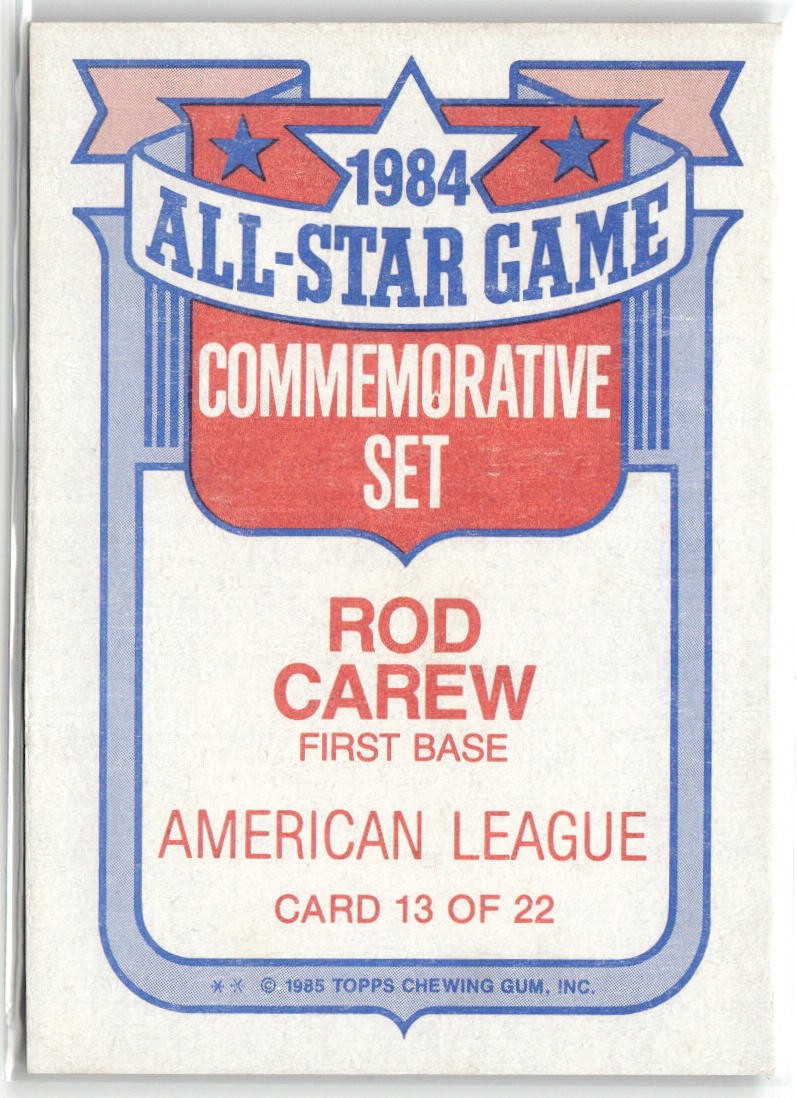 1984
ALL-STAR GAME
COMMEMORATIVE
SET
ROD
CAREW
FIRST BASE
AMERICAN LEAGUE
CARD 13 OF 22
** © 1985 TOPPS CHEWING GUM, INC.